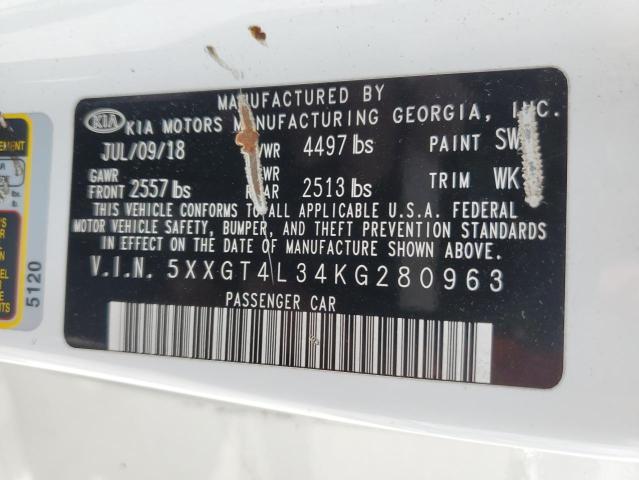 MANUFACTURED BY
KIA KIA MOTORS MANUFACTURING GEORGIA, INC.
JUL/09/18 4497 lbs PAINT SW
GAWR
FRONT 2557 lbs 2513 lbs TRIM WK
THIS VEHICLE CONFORMS TO ALL APPLICABLE U.S.A. FEDERAL
MOTOR VEHICLE SAFETY, BUMPER, AND THEFT PREVENTION STANDARDS
IN EFFECT ON THE DATE OF MANUFACTURE SHOWN ABOVE.
V.I.N. 5XXGT4L34KG280963
PASSENGER CAR
5120